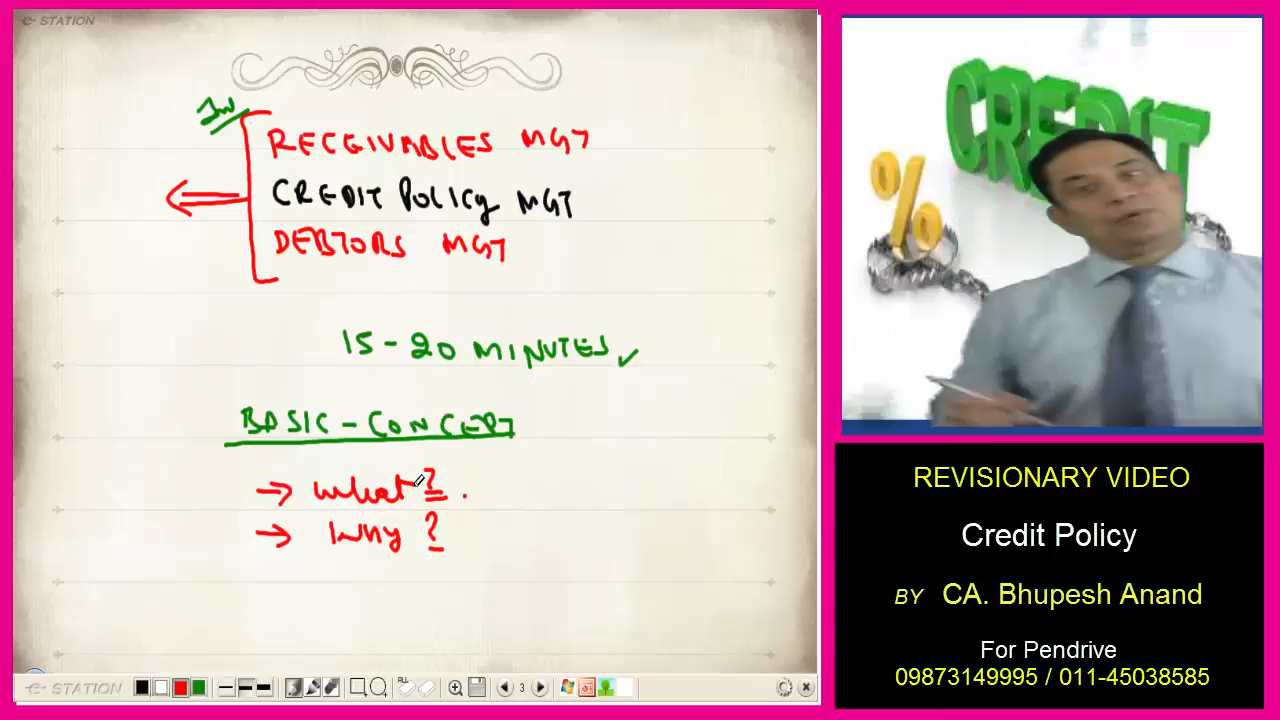 e-STATION
RECEIVABLES MGT
CREDIT POLICY MGT
DEBTORS MGT
15-20 MINUTES
BASIC-CONCEPT
→ What ? .
→ Why ?
e-STATION
3
CREDIT
%
REVISIONARY VIDEO
Credit Policy
BY CA. Bhupesh Anand
For Pendrive
09873149995 / 011-45038585